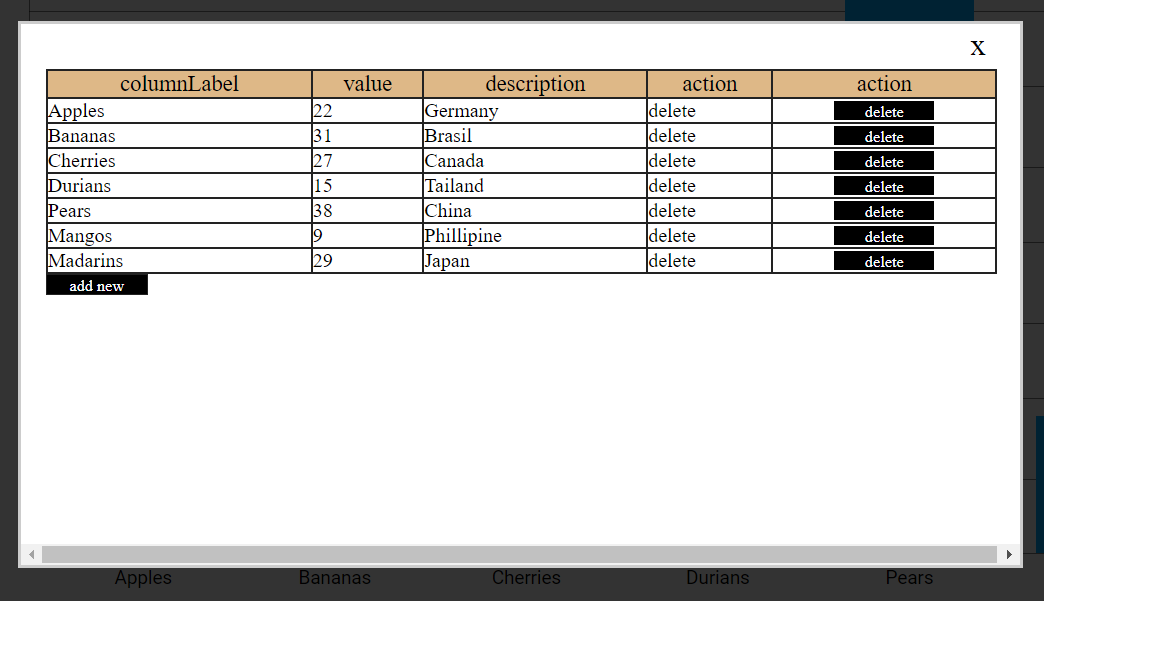 X
columnLabel value description action action
Apples 22 Germany delete delete
Bananas 31 Brasil delete delete
Cherries 27 Canada delete delete
Durians 15 Tailand delete delete
Pears 38 China delete delete
Mangos 9 Phillipine delete delete
Madarins 29 Japan delete delete
add new
Apples Bananas Cherries Durians Pears